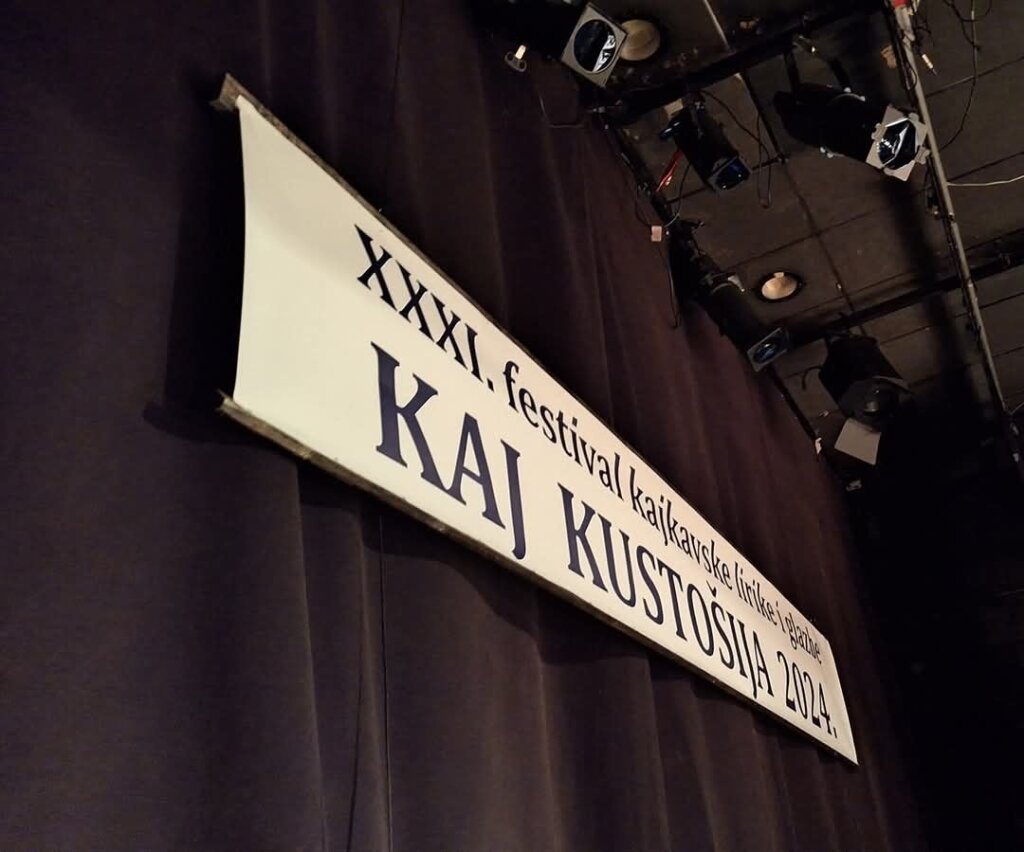 XXXI. festival kajkavske lirike i glazbe
KAJ KUSTOŠIJA 2024.